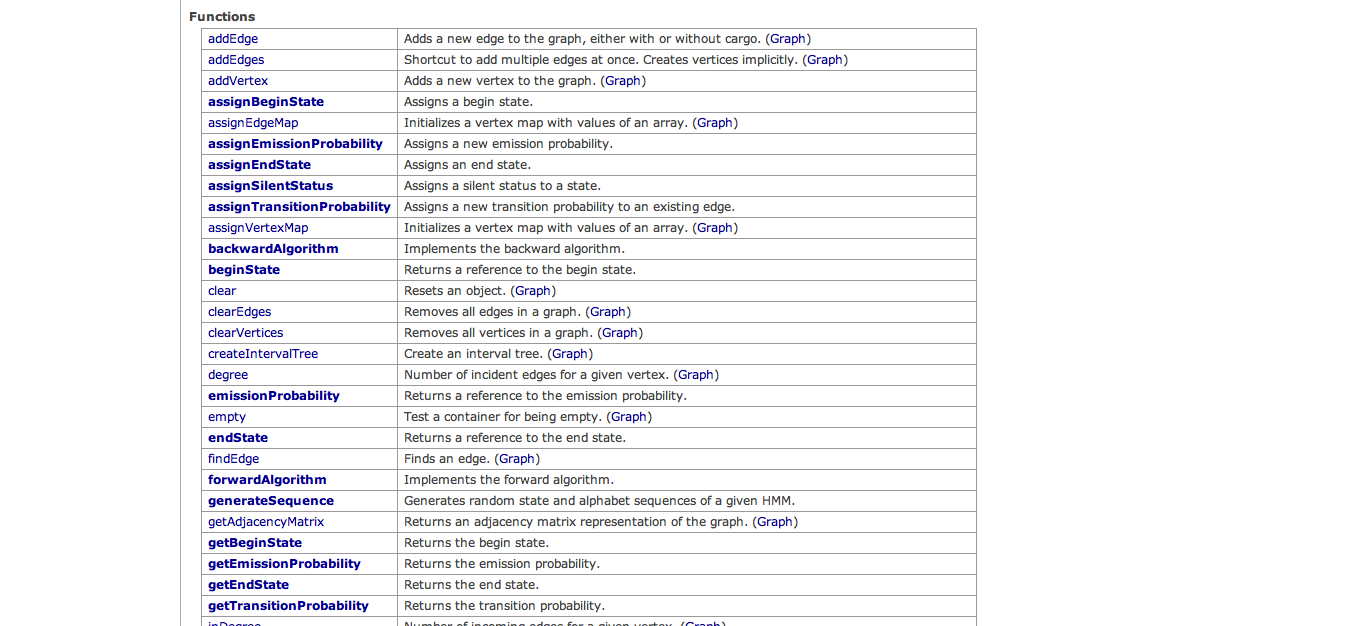 Functions
addEdge Adds a new edge to the graph, either with or without cargo. (Graph)
addEdges Shortcut to add multiple edges at once. Creates vertices implicitly. (Graph)
addVertex Adds a new vertex to the graph. (Graph)
assignBeginState Assigns a begin state.
assignEdgeMap Initializes a vertex map with values of an array. (Graph)
assignEmissionProbability Assigns a new emission probability.
assignEndState Assigns an end state.
assignSilentStatus Assigns a silent status to a state.
assignTransitionProbability Assigns a new transition probability to an existing edge.
assignVertexMap Initializes a vertex map with values of an array. (Graph)
backwardAlgorithm Implements the backward algorithm.
beginState Returns a reference to the begin state.
clear Resets an object. (Graph)
clearEdges Removes all edges in a graph. (Graph)
clearVertices Removes all vertices in a graph. (Graph)
createIntervalTree Create an interval tree. (Graph)
degree Number of incident edges for a given vertex. (Graph)
emissionProbability Returns a reference to the emission probability.
empty Test a container for being empty. (Graph)
endState Returns a reference to the end state.
findEdge Finds an edge. (Graph)
forwardAlgorithm Implements the forward algorithm.
generateSequence Generates random state and alphabet sequences of a given HMM.
getAdjacencyMatrix Returns an adjacency matrix representation of the graph. (Graph)
getBeginState Returns the begin state.
getEmissionProbability Returns the emission probability.
getEndState Returns the end state.
getTransitionProbability Returns the transition probability.
inDegree Number of incoming edges for a given vertex. (Graph)